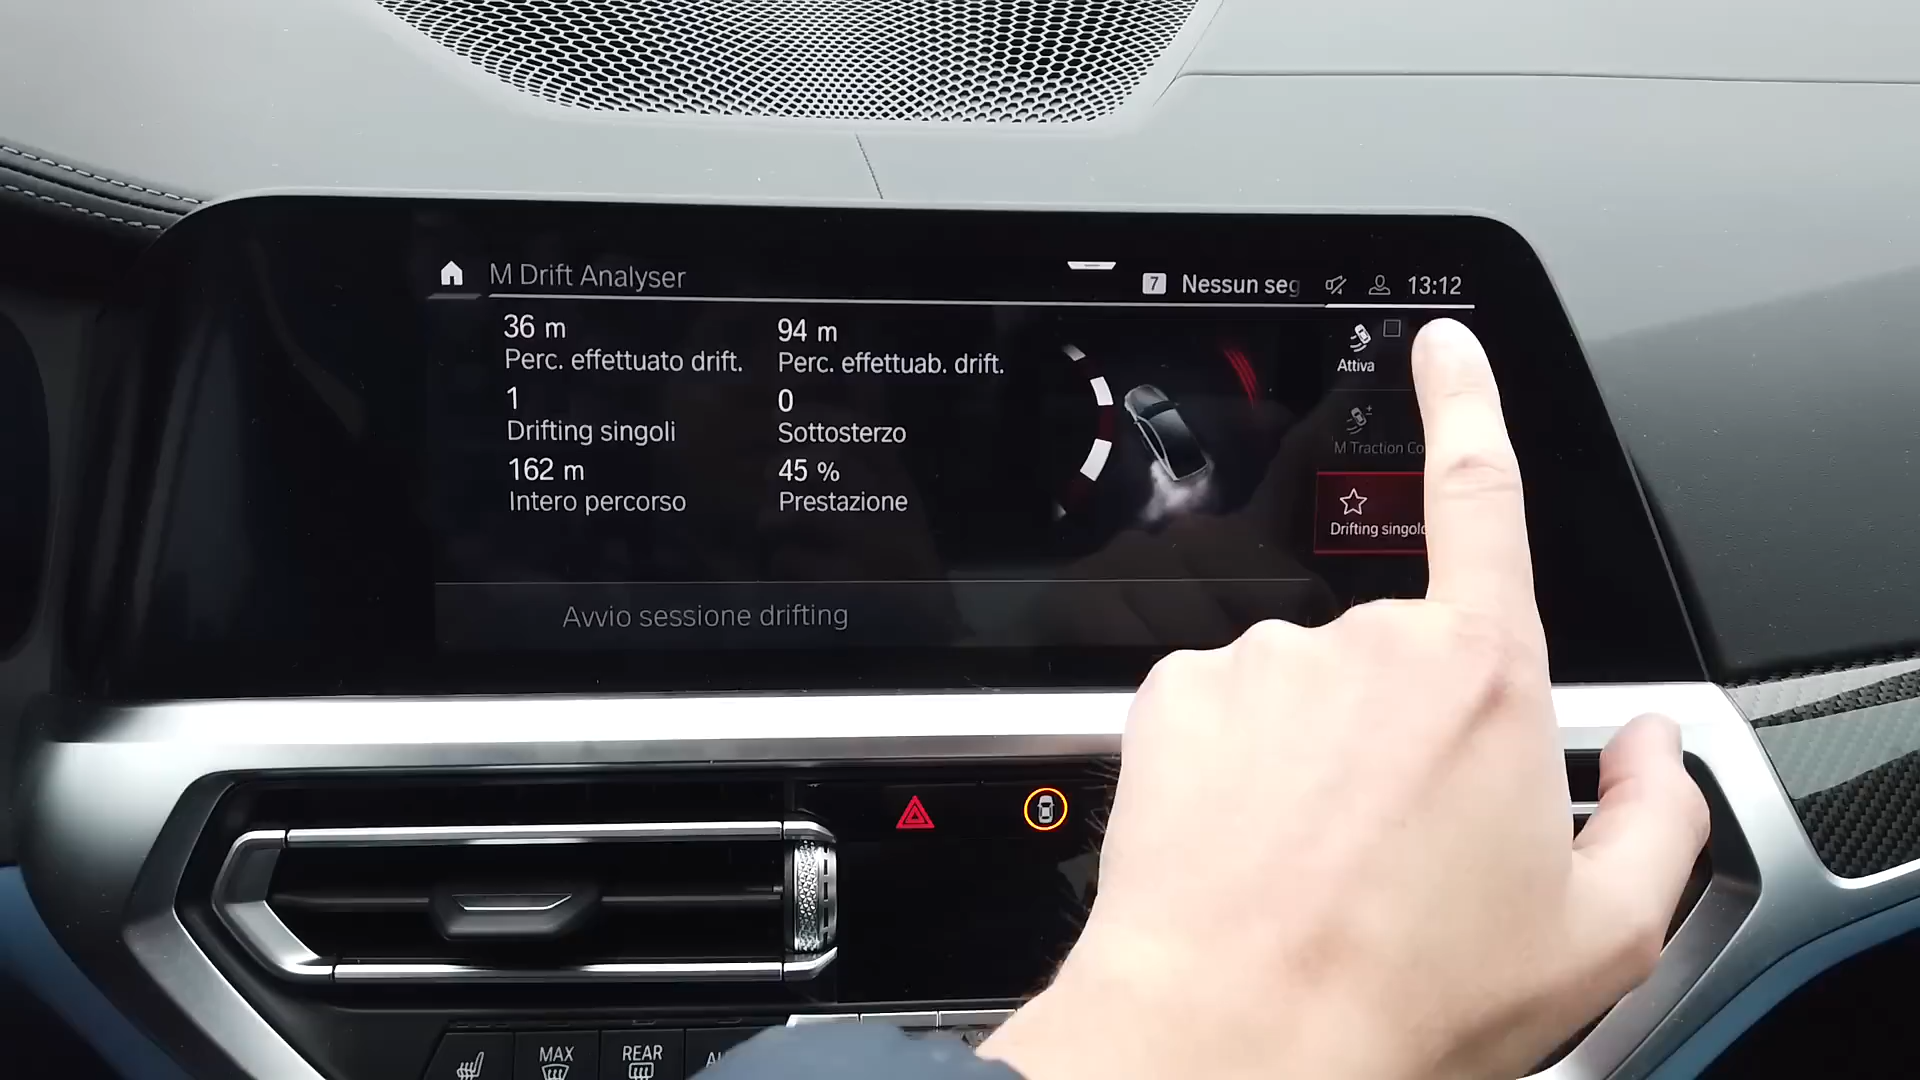 M Drift Analyser
7 Nessun seg
13:12
36 m
Perc. effettuato drift.
94 m
Perc. effettuab. drift.
1
Drifting singoli
0
Sottosterzo
162 m
Intero percorso
45 %
Prestazione
Attiva
M Traction Co
Drifting singolo
Avvio sessione drifting
MAX
REAR